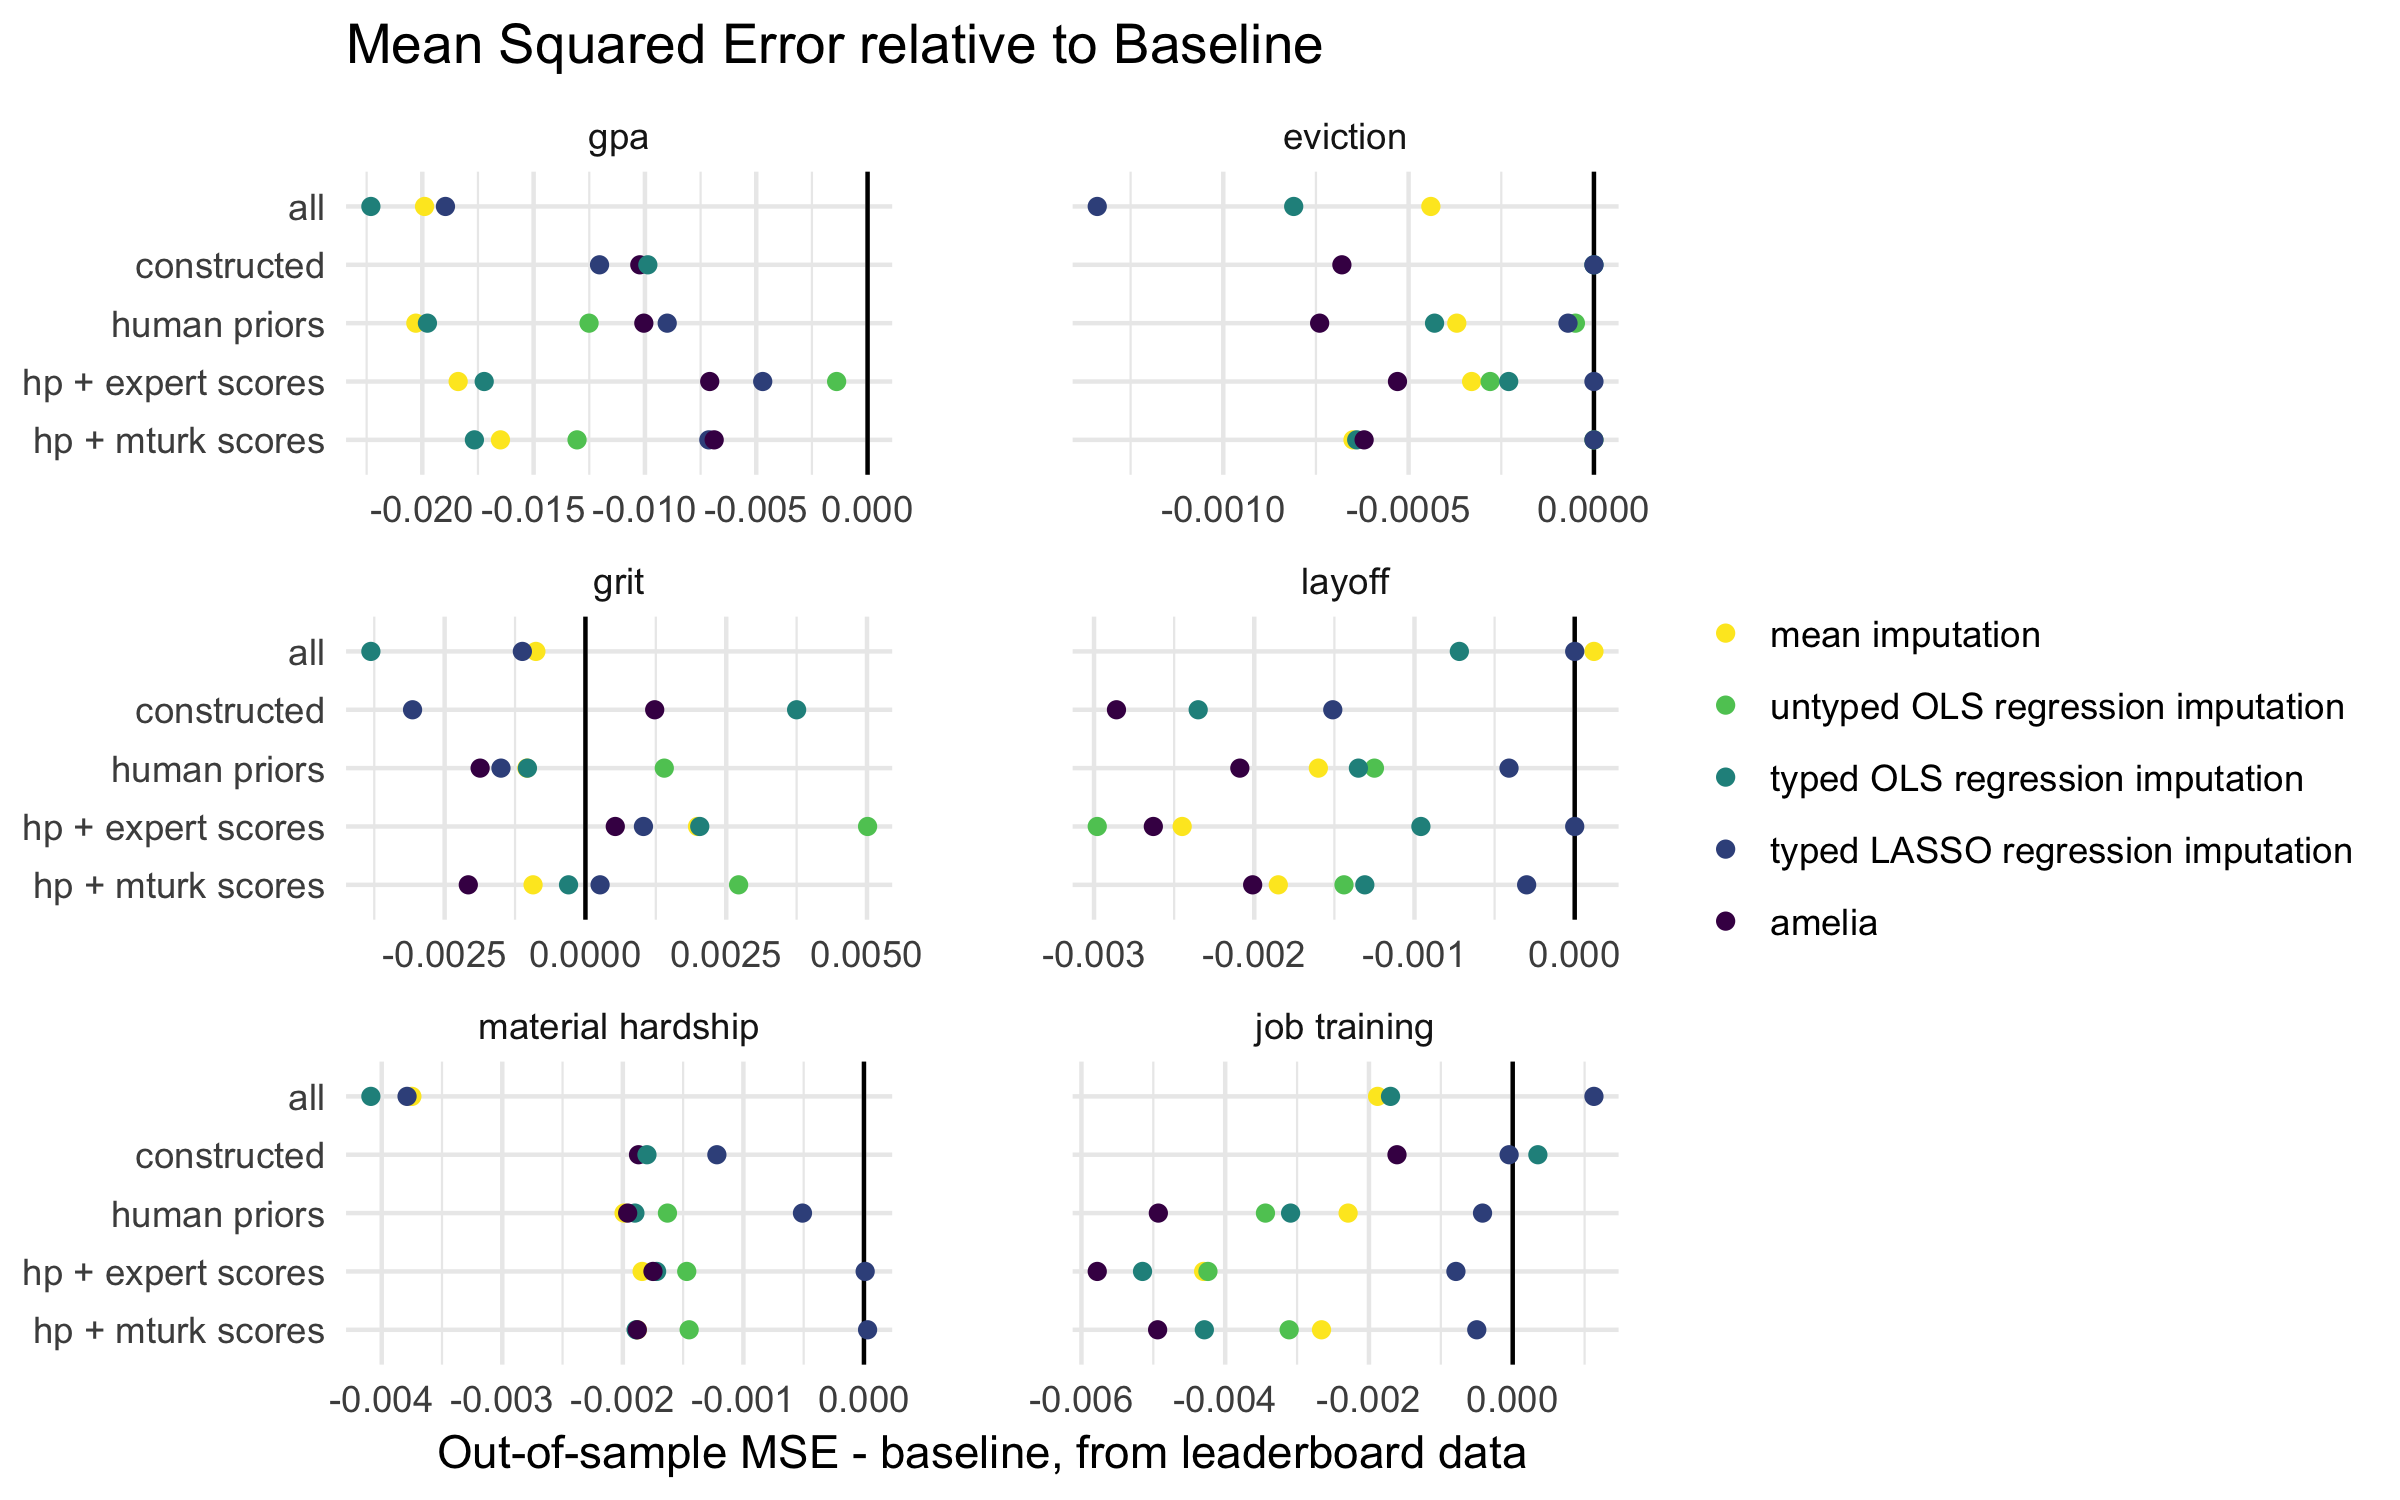 Mean Squared Error relative to Baseline
gpa
eviction
all
constructed
human priors
hp + expert scores
hp + mturk scores
-0.020 -0.015 -0.010 -0.005 0.000
-0.0010 -0.0005 0.0000
grit
layoff
all
constructed
human priors
hp + expert scores
hp + mturk scores
-0.0025 0.0000 0.0025 0.0050
-0.003 -0.002 -0.001 0.000
mean imputation
untyped OLS regression imputation
typed OLS regression imputation
typed LASSO regression imputation
amelia
material hardship
job training
all
constructed
human priors
hp + expert scores
hp + mturk scores
-0.004 -0.003 -0.002 -0.001 0.000
-0.006 -0.004 -0.002 0.000
Out-of-sample MSE - baseline, from leaderboard data